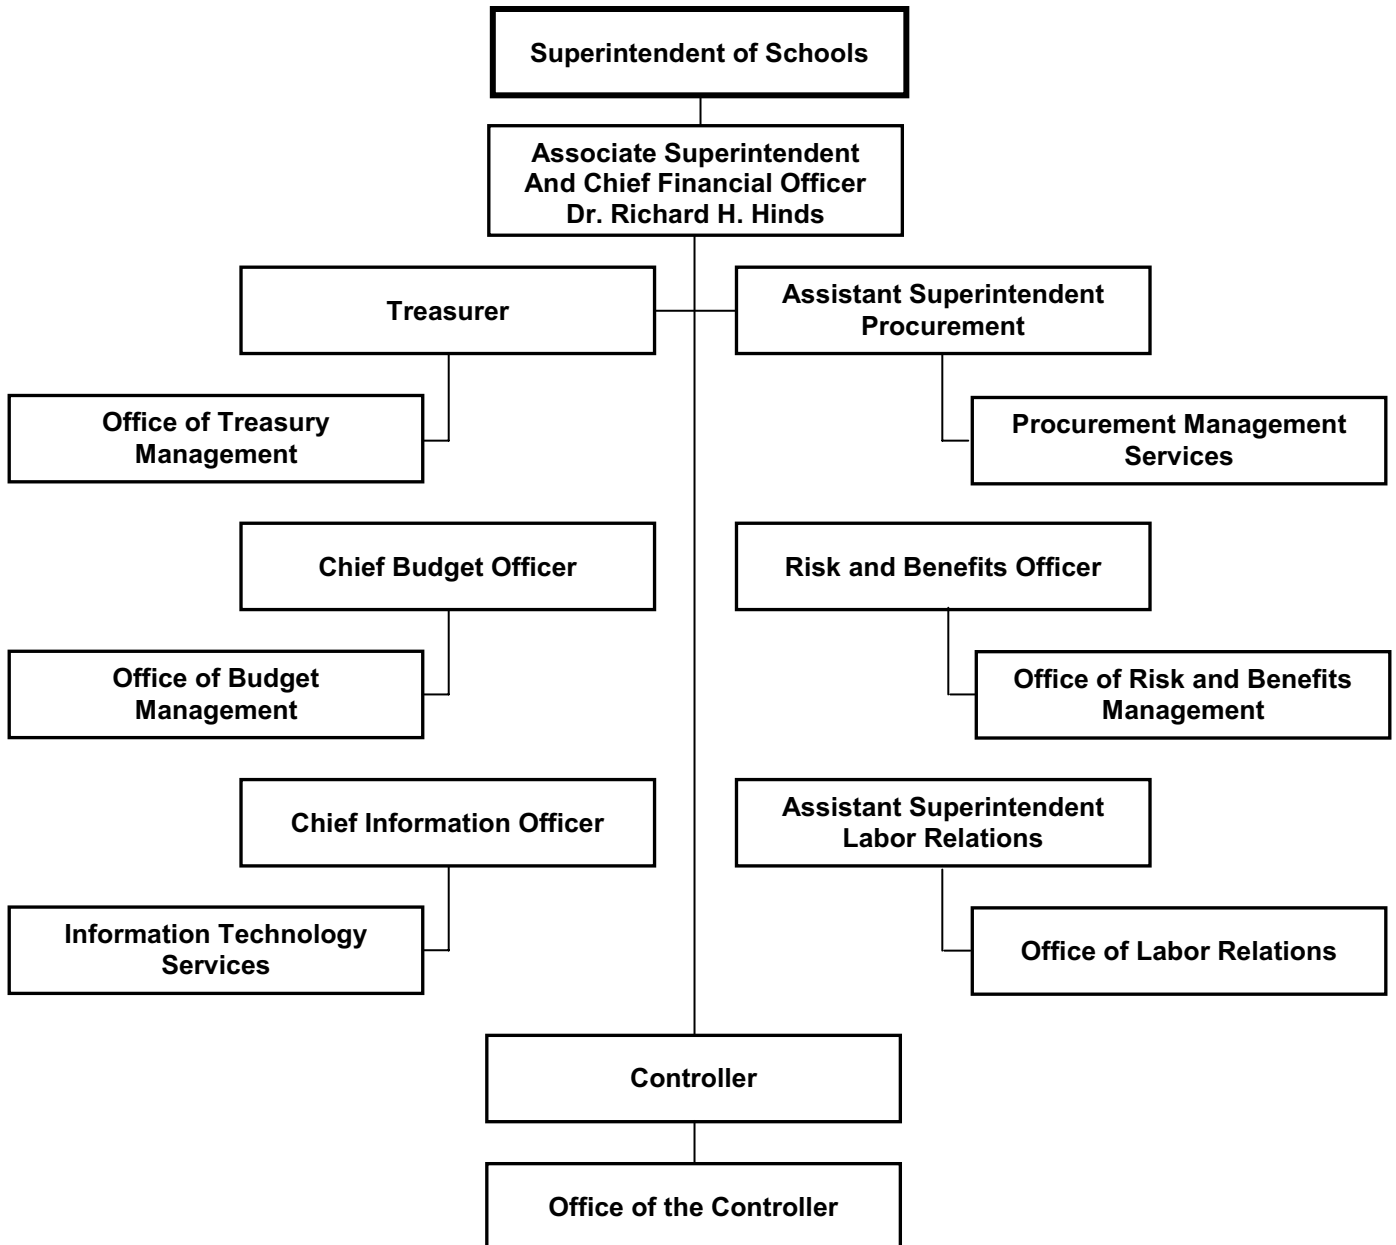 Superintendent of Schools
Associate Superintendent
And Chief Financial Officer
Dr. Richard H. Hinds
Treasurer
Assistant Superintendent
Procurement
Office of Treasury
Management
Procurement Management
Services
Chief Budget Officer
Risk and Benefits Officer
Office of Budget
Management
Office of Risk and Benefits
Management
Chief Information Officer
Assistant Superintendent
Labor Relations
Information Technology
Services
Office of Labor Relations
Controller
Office of the Controller